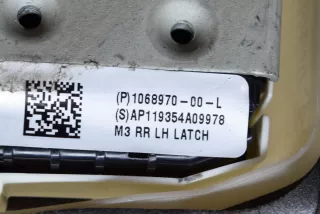 (P)1068970-00-L
(S)AP119354A09978
M3 RR LH LATCH